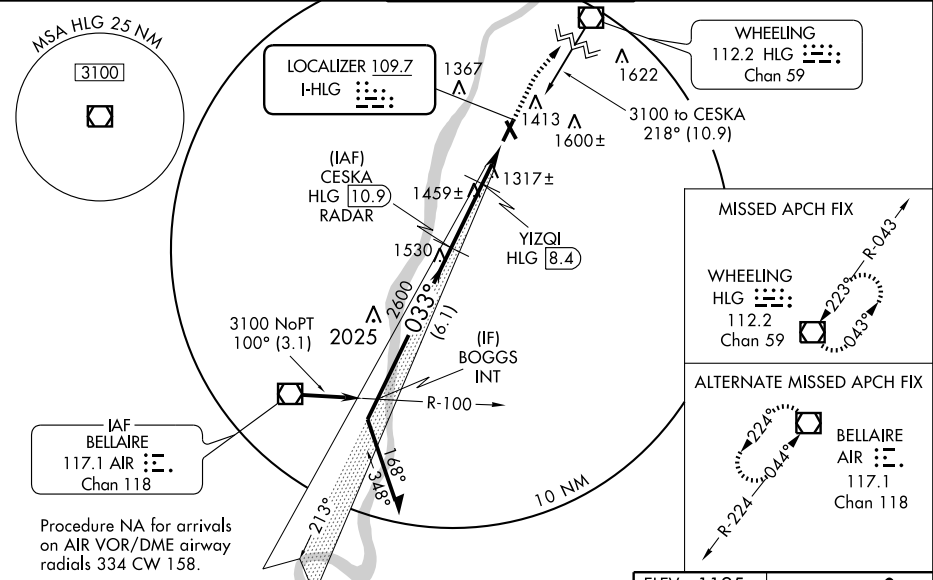 MSA HLG 25 NM
3100
LOCALIZER 109.7
I-HLG
1367
1622
WHEELING
112.2 HLG
Chan 59
1413
1600±
3100 to CESKA
218° (10.9)
(IAF)
CESKA
HLG 10.9
RADAR
1459±
1317±
YIZQI
HLG 8.4
1530
2600
033°
(6.1)
2025
3100 NoPT
100° (3.1)
(IF)
BOGGS
INT
R-100
IAF
BELLAIRE
117.1 AIR
Chan 118
168°
348°
213°
10 NM
Procedure NA for arrivals
on AIR VOR/DME airway
radials 334 CW 158.
MISSED APCH FIX
R-043
WHEELING
HLG
112.2
Chan 59
223°
043°
ALTERNATE MISSED APCH FIX
224°
044°
R-224
BELLAIRE
AIR
117.1
Chan 118